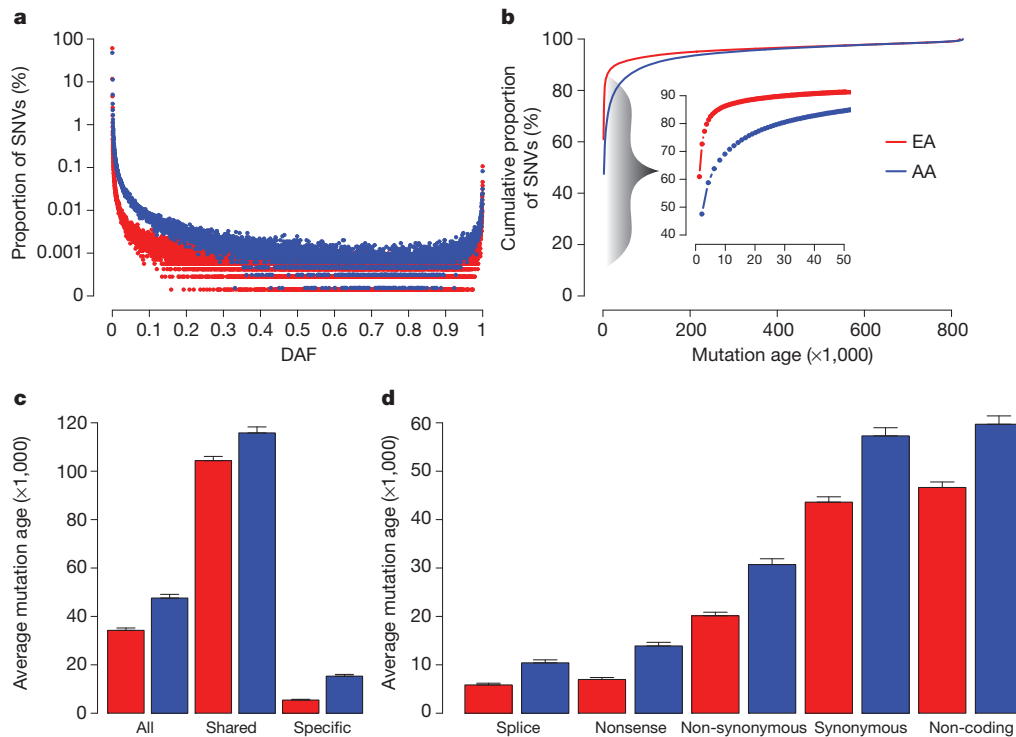 a
Proportion of SNVs (%)
100
10
1
0.1
0.01
0.001
0
0 0.1 0.2 0.3 0.4 0.5 0.6 0.7 0.8 0.9 1
DAF
b
Cumulative proportion
of SNVs (%)
100
80
60
40
20
0
0 200 400 600 800
Mutation age (×1,000)
90
80
70
60
50
40
0 10 20 30 40 50
EA
AA
c
Average mutation age (×1,000)
120
100
80
60
40
20
0
All Shared Specific
d
Average mutation age (×1,000)
60
50
40
30
20
10
0
Splice Nonsense Non-synonymous Synonymous Non-coding